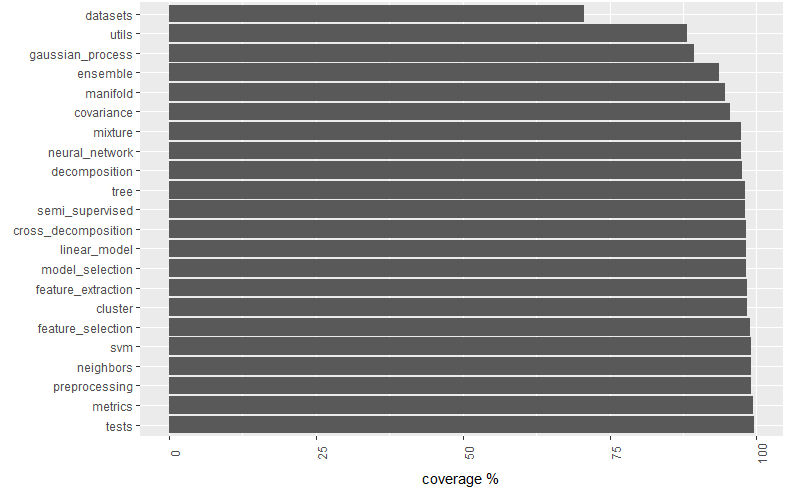 datasets
utils
gaussian_process
ensemble
manifold
covariance
mixture
neural_network
decomposition
tree
semi_supervised
cross_decomposition
linear_model
model_selection
feature_extraction
cluster
feature_selection
svm
neighbors
preprocessing
metrics
tests
0
25
50
75
100
coverage %